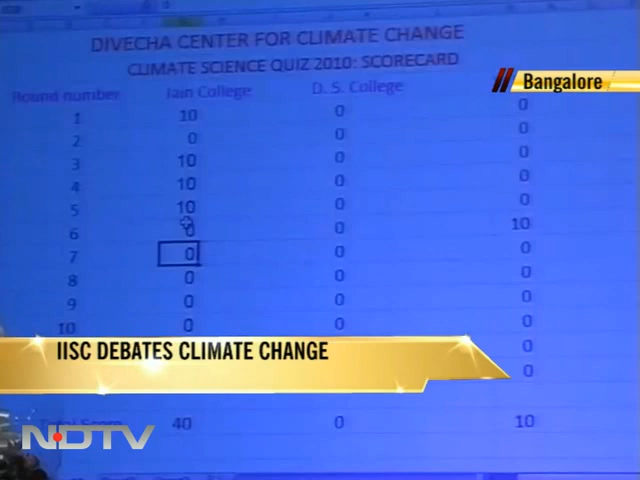 DIVECHA CENTER FOR CLIMATE CHANGE
CLIMATE SCIENCE QUIZ 2010: SCORECARD
Bangalore
Round number Jain College D. S. College
1 10 0 0
2 0 0 0
3 10 0 0
4 10 0 0
5 10 0 0
6 0 0 10
7 0 0 0
8 0 0 0
9 0 0 0
10 0 0 0
0
0
IISC DEBATES CLIMATE CHANGE
Total Score 40 0 10
NDTV